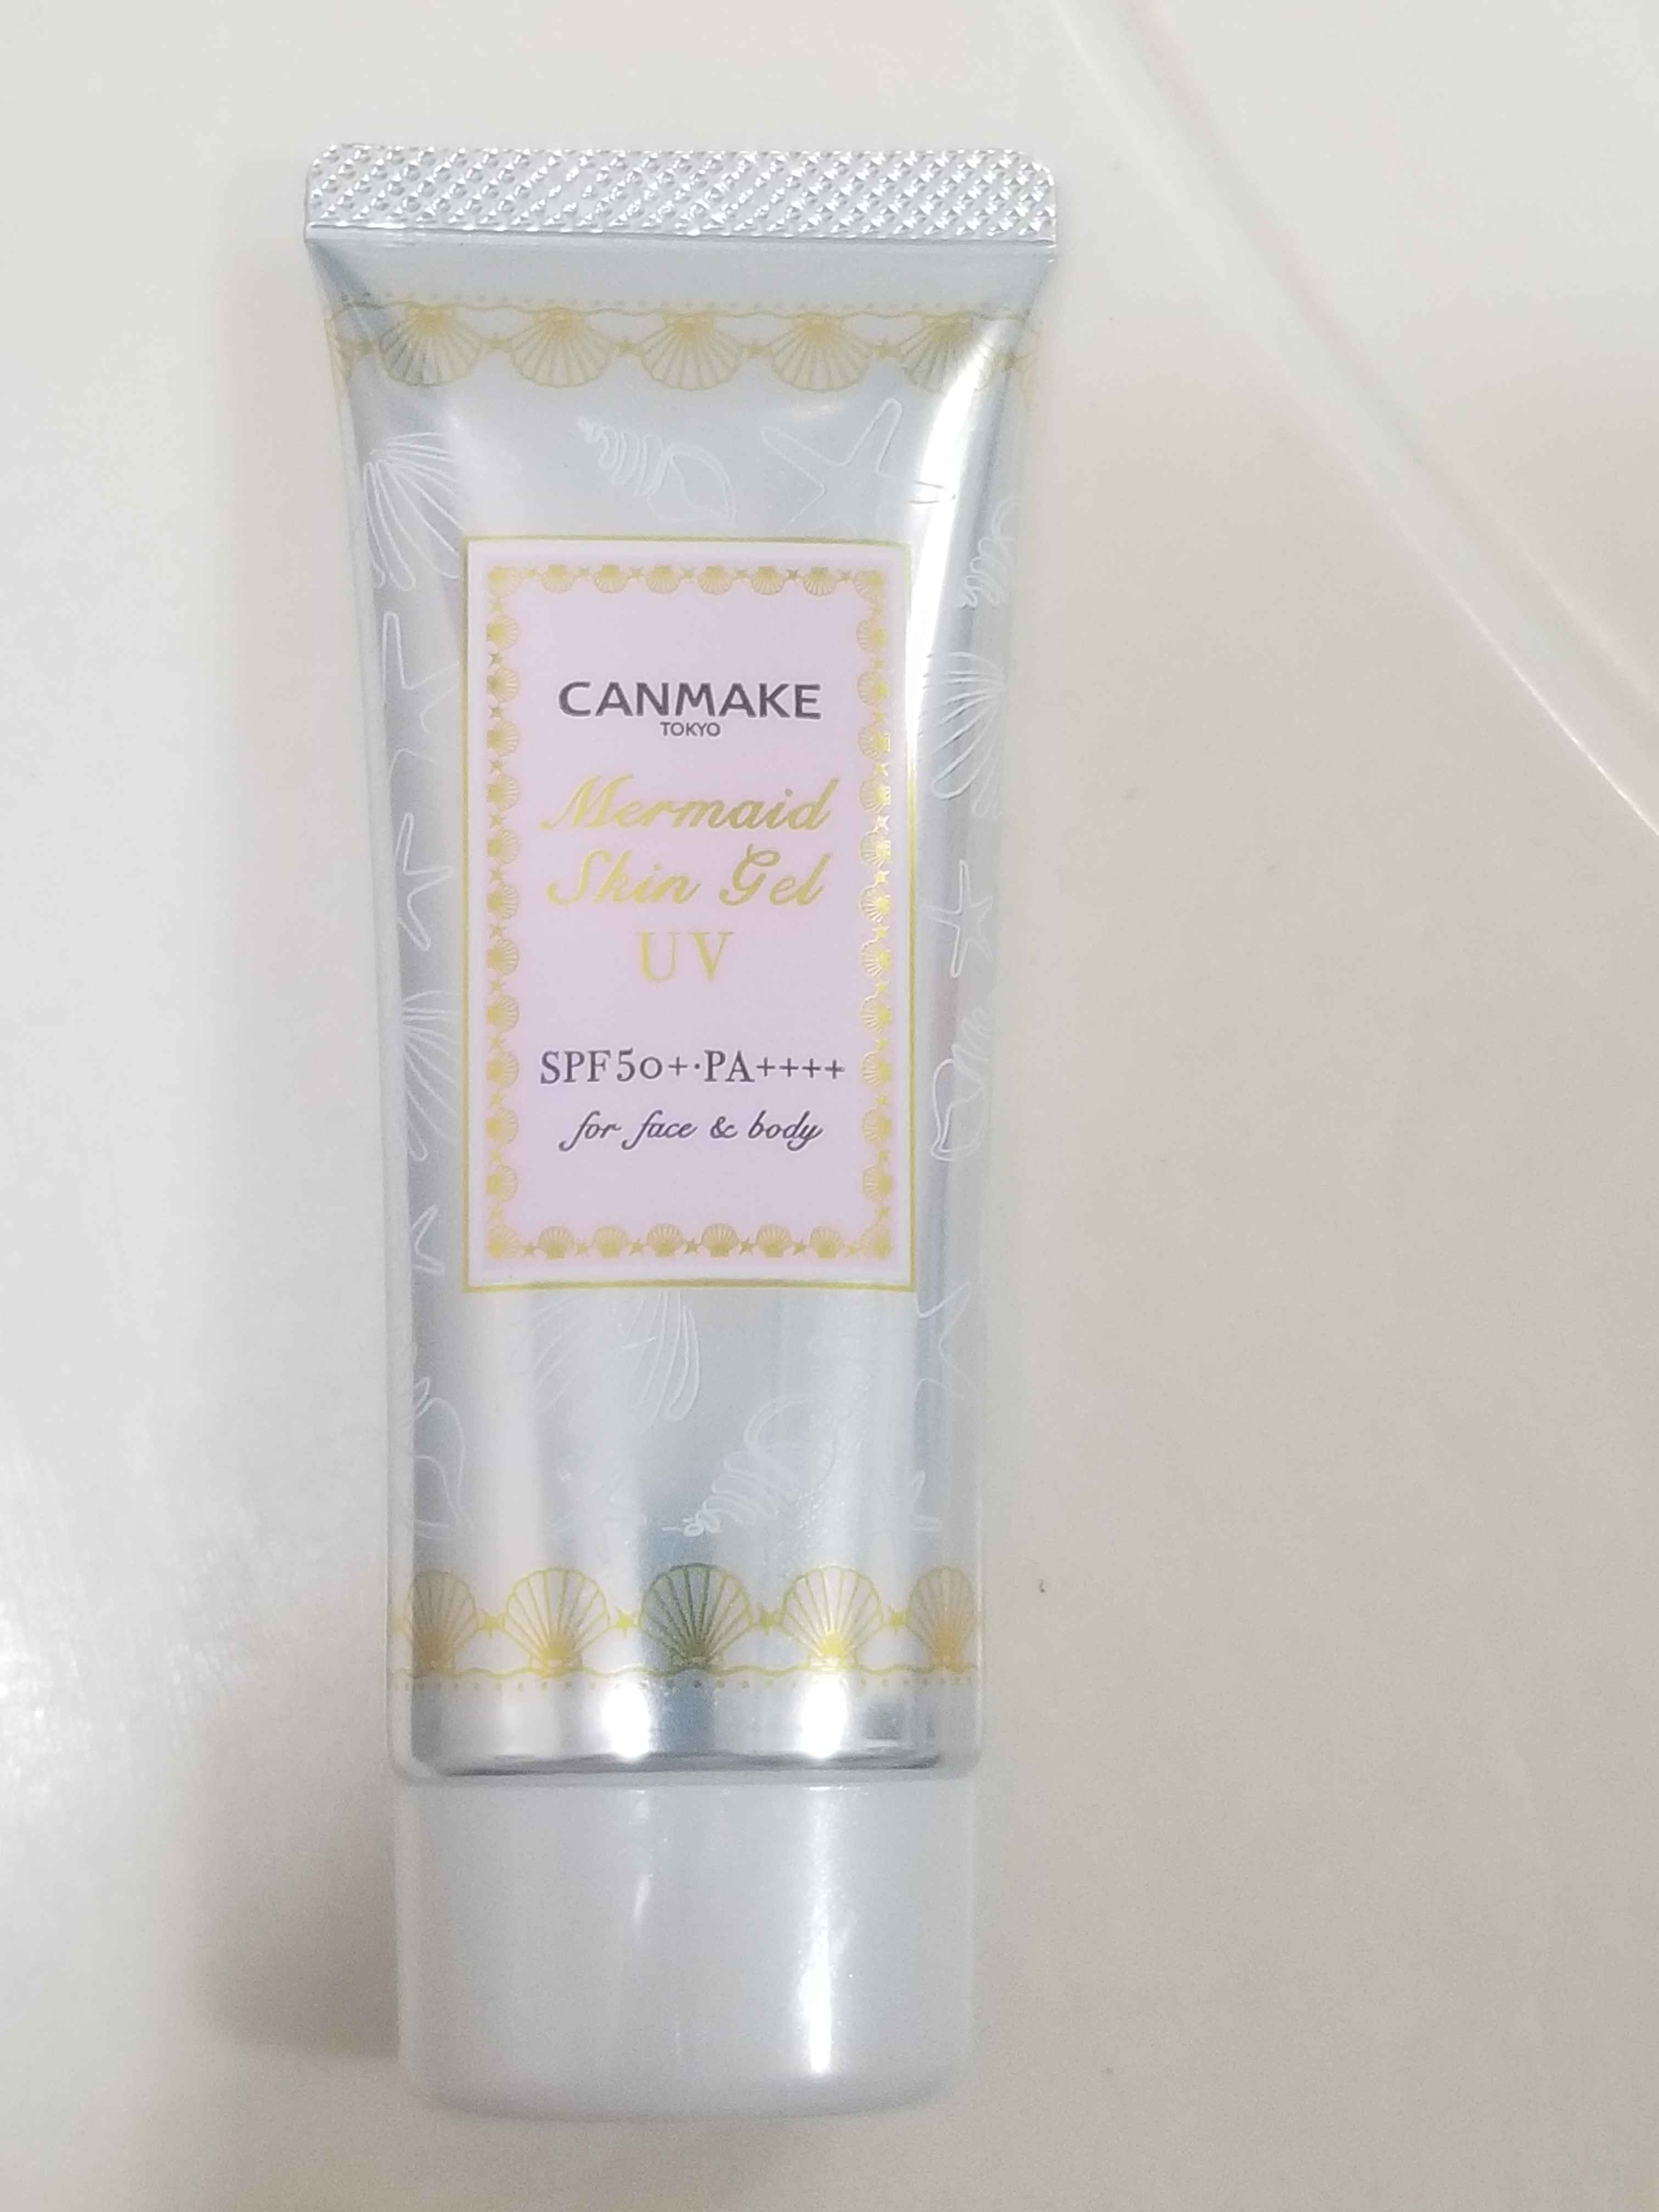 CANMAKE
TOKYO
Mermaid
Skin Gel
UV
SPF50+·PA++++
for face & body